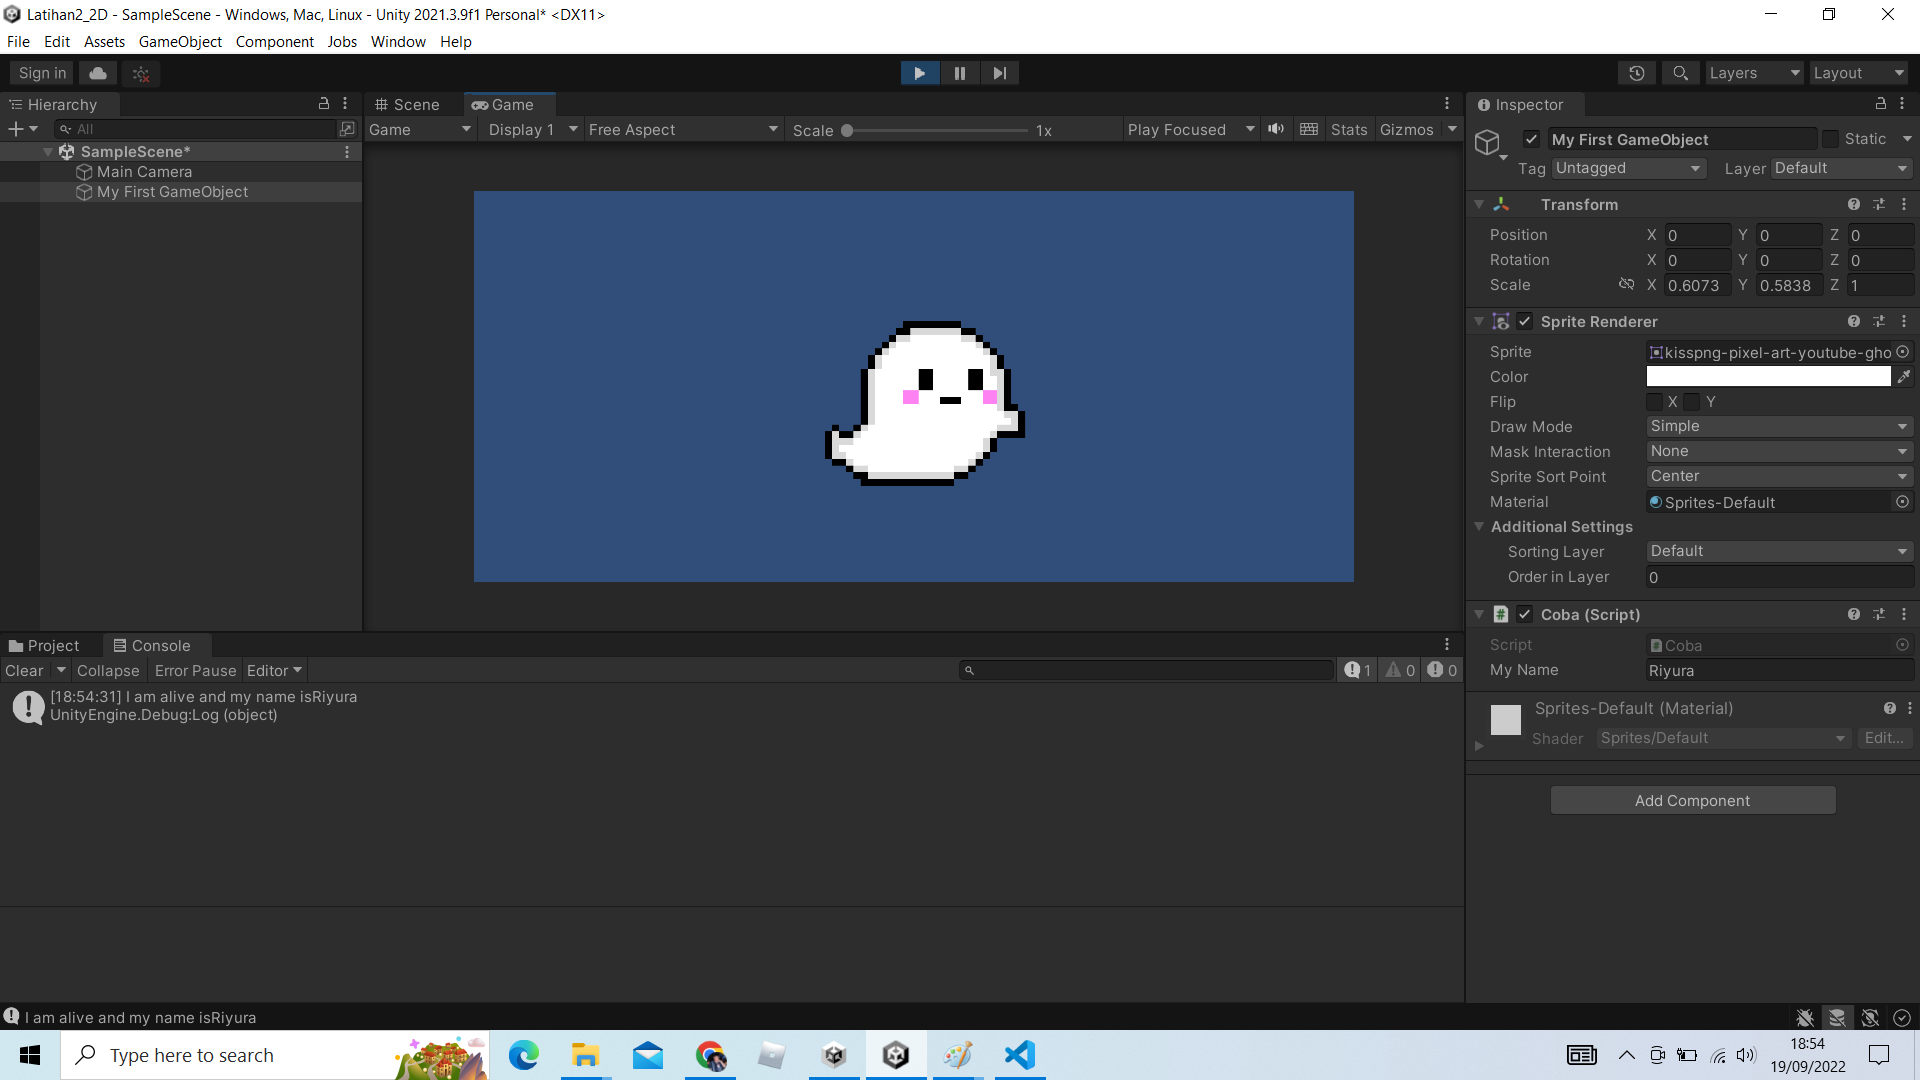 Latihan2_2D - SampleScene - Windows, Mac, Linux - Unity 2021.3.9f1 Personal* <DX11>
File Edit Assets GameObject Component Jobs Window Help
Sign in
Layers Layout
Hierarchy
All
SampleScene*
Main Camera
My First GameObject
Scene Game
Game Display 1 Free Aspect Scale 1x Play Focused Stats Gizmos
Inspector
My First GameObject Static
Tag Untagged Layer Default
Transform
Position X 0 Y 0 Z 0
Rotation X 0 Y 0 Z 0
Scale X 0.6073 Y 0.5838 Z 1
Sprite Renderer
Sprite kisspng-pixel-art-youtube-gho
Color
Flip X Y
Draw Mode Simple
Mask Interaction None
Sprite Sort Point Center
Material Sprites-Default
Additional Settings
Sorting Layer Default
Order in Layer 0
# Coba (Script)
Script Coba
My Name Riyura
Sprites-Default (Material)
Shader Sprites/Default Edit...
Add Component
Project Console
Clear Collapse Error Pause Editor 1 0 0
[18:54:31] I am alive and my name isRiyura
UnityEngine.Debug:Log (object)
I am alive and my name isRiyura
Type here to search
18:54
19/09/2022